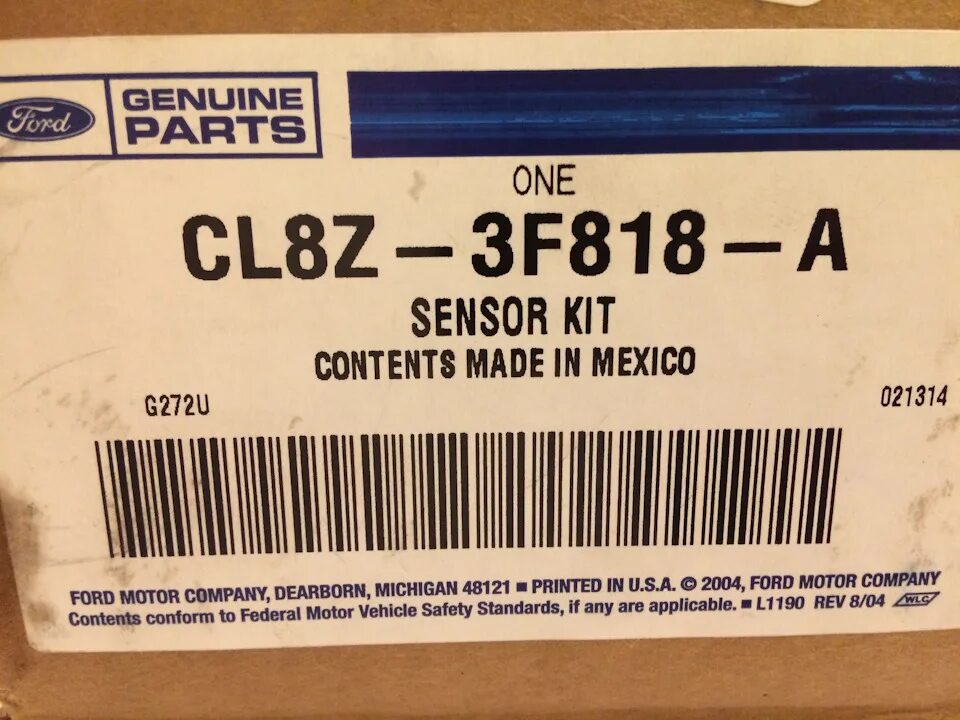 Ford GENUINE
PARTS
ONE
CL8Z-3F818-A
SENSOR KIT
CONTENTS MADE IN MEXICO
G272U 021314
FORD MOTOR COMPANY, DEARBORN, MICHIGAN 48121 ■ PRINTED IN U.S.A. © 2004, FORD MOTOR COMPANY
Contents conform to Federal Motor Vehicle Safety Standards, if any are applicable. ■ L1190 REV 8/04 WLC